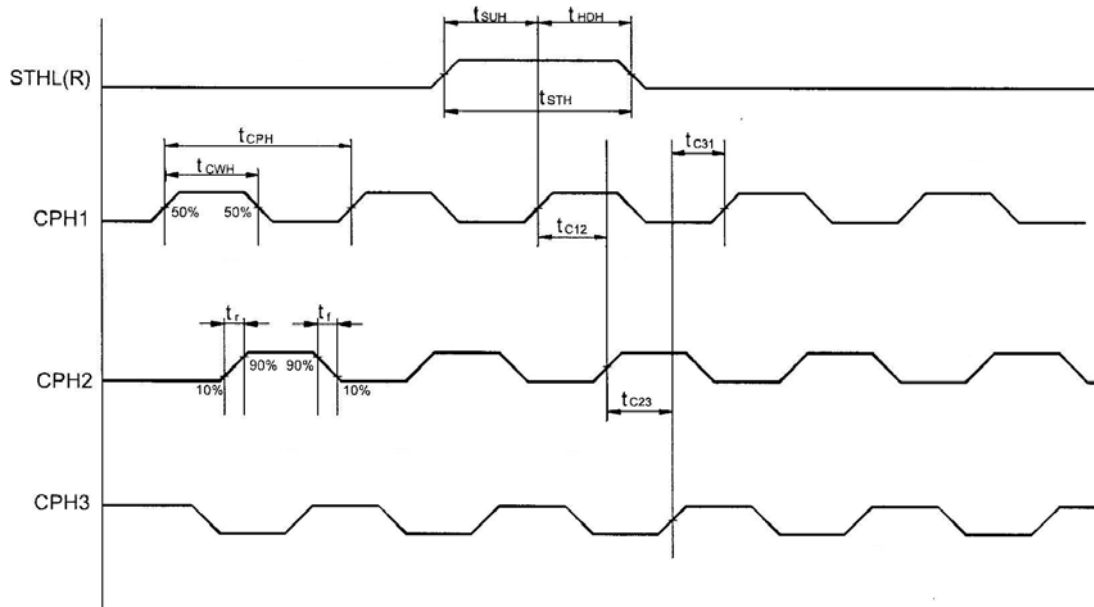 tSUH tHDH
STHL(R)
tSTH
tCPH
tC31
tCWH
50% 50%
CPH1
tC12
tr tf
90% 90%
CPH2
10% 10%
tC23
CPH3